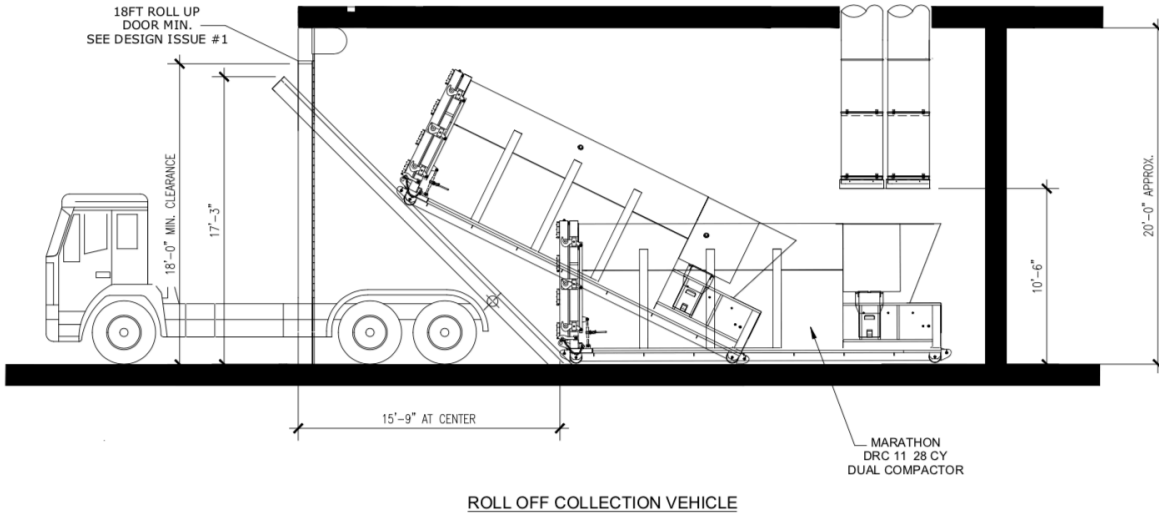 18FT ROLL UP
DOOR MIN.
SEE DESIGN ISSUE #1
18'-0" MIN. CLEARANCE
17'-3"
10'-6"
20'-0" APPROX.
15'-9" AT CENTER
MARATHON
DRC 11 28 CY
DUAL COMPACTOR
ROLL OFF COLLECTION VEHICLE